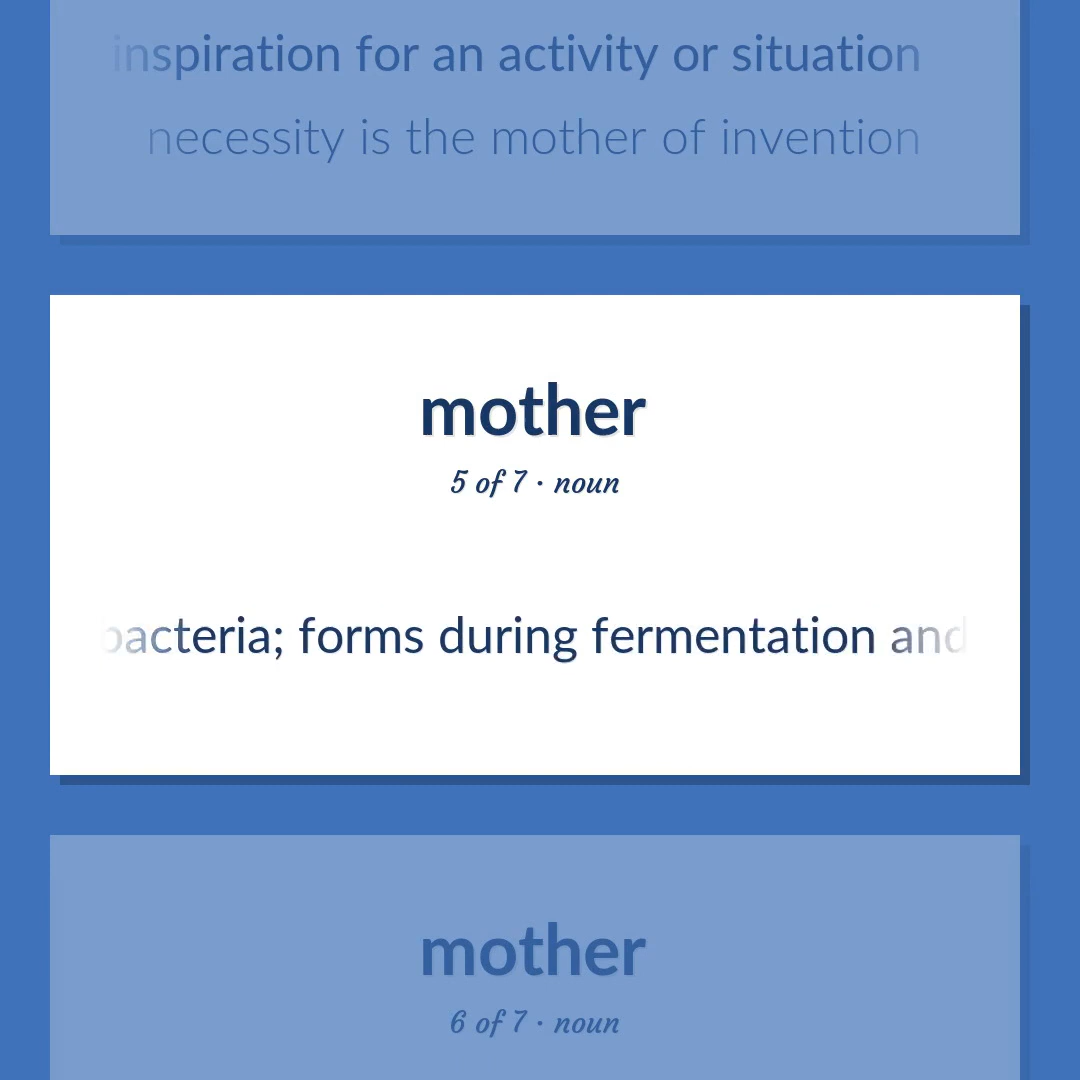 inspiration for an activity or situation
necessity is the mother of invention
mother
5 of 7 · noun
bacteria; forms during fermentation and
mother
6 of 7 · noun